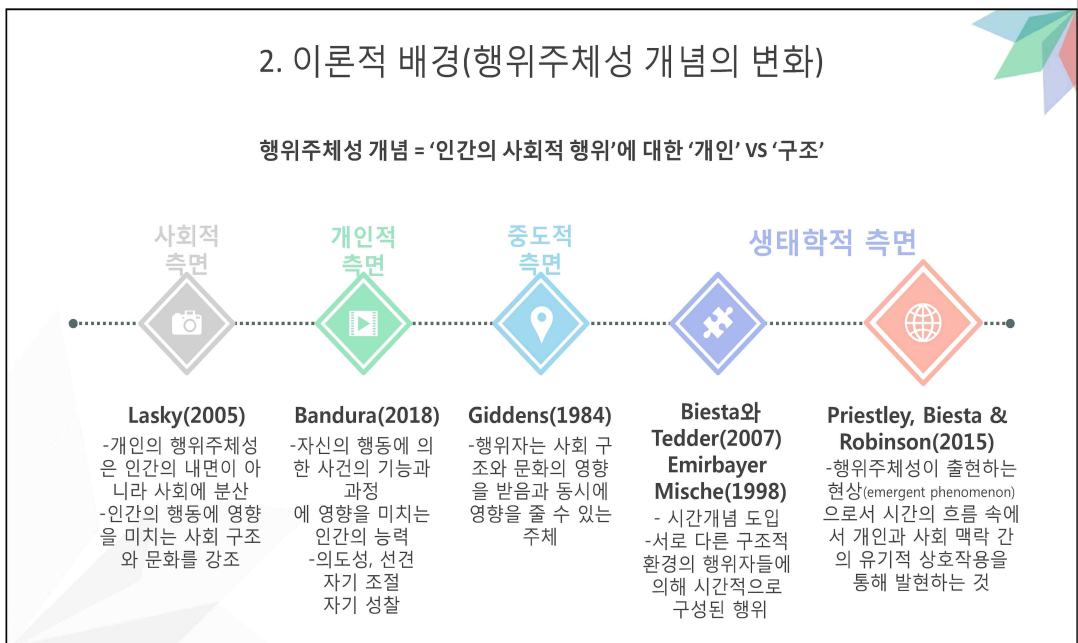 2. 이론적 배경(행위주체성 개념의 변화)
행위주체성 개념 = ‘인간의 사회적 행위’에 대한 ‘개인’ VS ‘구조’
사회적
측면
개인적
측면
중도적
측면
생태학적 측면
Lasky(2005)
-개인의 행위주체성
은 인간의 내면이 아
니라 사회에 분산
-인간의 행동에 영향
을 미치는 사회 구조
와 문화를 강조
Bandura(2018)
-자신의 행동에 의
한 사건의 기능과
과정
에 영향을 미치는
인간의 능력
-의도성, 선견
자기 조절
자기 성찰
Giddens(1984)
-행위자는 사회 구
조와 문화의 영향
을 받음과 동시에
영향을 줄 수 있는
주체
Biesta와
Tedder(2007)
Emirbayer
Mische(1998)
- 시간개념 도입
-서로 다른 구조적
환경의 행위자들에
의해 시간적으로
구성된 행위
Priestley, Biesta &
Robinson(2015)
-행위주체성이 출현하는
현상(emergent phenomenon)
으로서 시간의 흐름 속에
서 개인과 사회 맥락 간
의 유기적 상호작용을
통해 발현하는 것